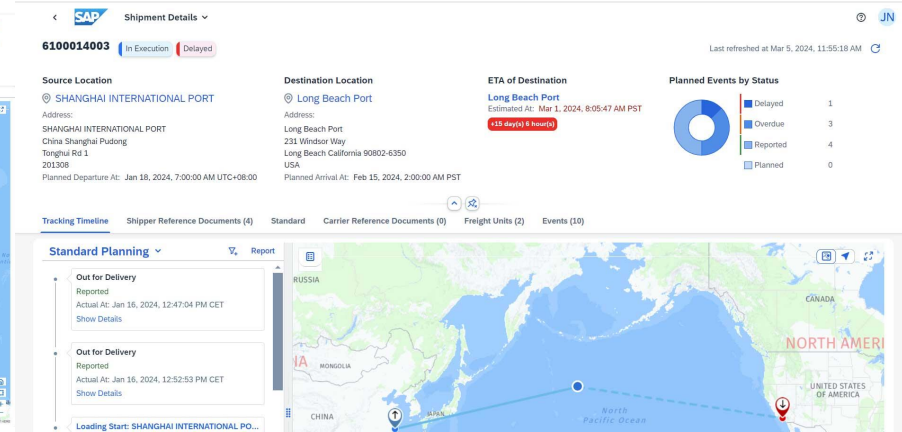 SAP Shipment Details
JN
6100014003 In Execution Delayed
Last refreshed at Mar 5, 2024, 11:55:18 AM
Source Location
SHANGHAI INTERNATIONAL PORT
Address:
SHANGHAI INTERNATIONAL PORT
China Shanghai Pudong
Tonghui Rd 1
201308
Planned Departure At: Jan 18, 2024, 7:00:00 AM UTC+08:00
Destination Location
Long Beach Port
Address:
Long Beach Port
231 Windsor Way
Long Beach California 90802-6350
USA
Planned Arrival At: Feb 15, 2024, 2:00:00 AM PST
ETA of Destination
Long Beach Port
Estimated At: Mar 1, 2024, 8:05:47 AM PST
+15 day(s) 6 hour(s)
Planned Events by Status
Delayed 1
Overdue 3
Reported 4
Planned 0
Tracking Timeline Shipper Reference Documents (4) Standard Carrier Reference Documents (0) Freight Units (2) Events (10)
Standard Planning Report
Out for Delivery
Reported
Actual At: Jan 16, 2024, 12:47:04 PM CET
Show Details
Out for Delivery
Reported
Actual At: Jan 16, 2024, 12:52:53 PM CET
Show Details
Loading Start: SHANGHAI INTERNATIONAL PO...
RUSSIA
CANADA
NORTH AMERI
IA
MONGOLIA
UNITED STATES
OF AMERICA
CHINA
JAPAN
North
Pacific Ocean